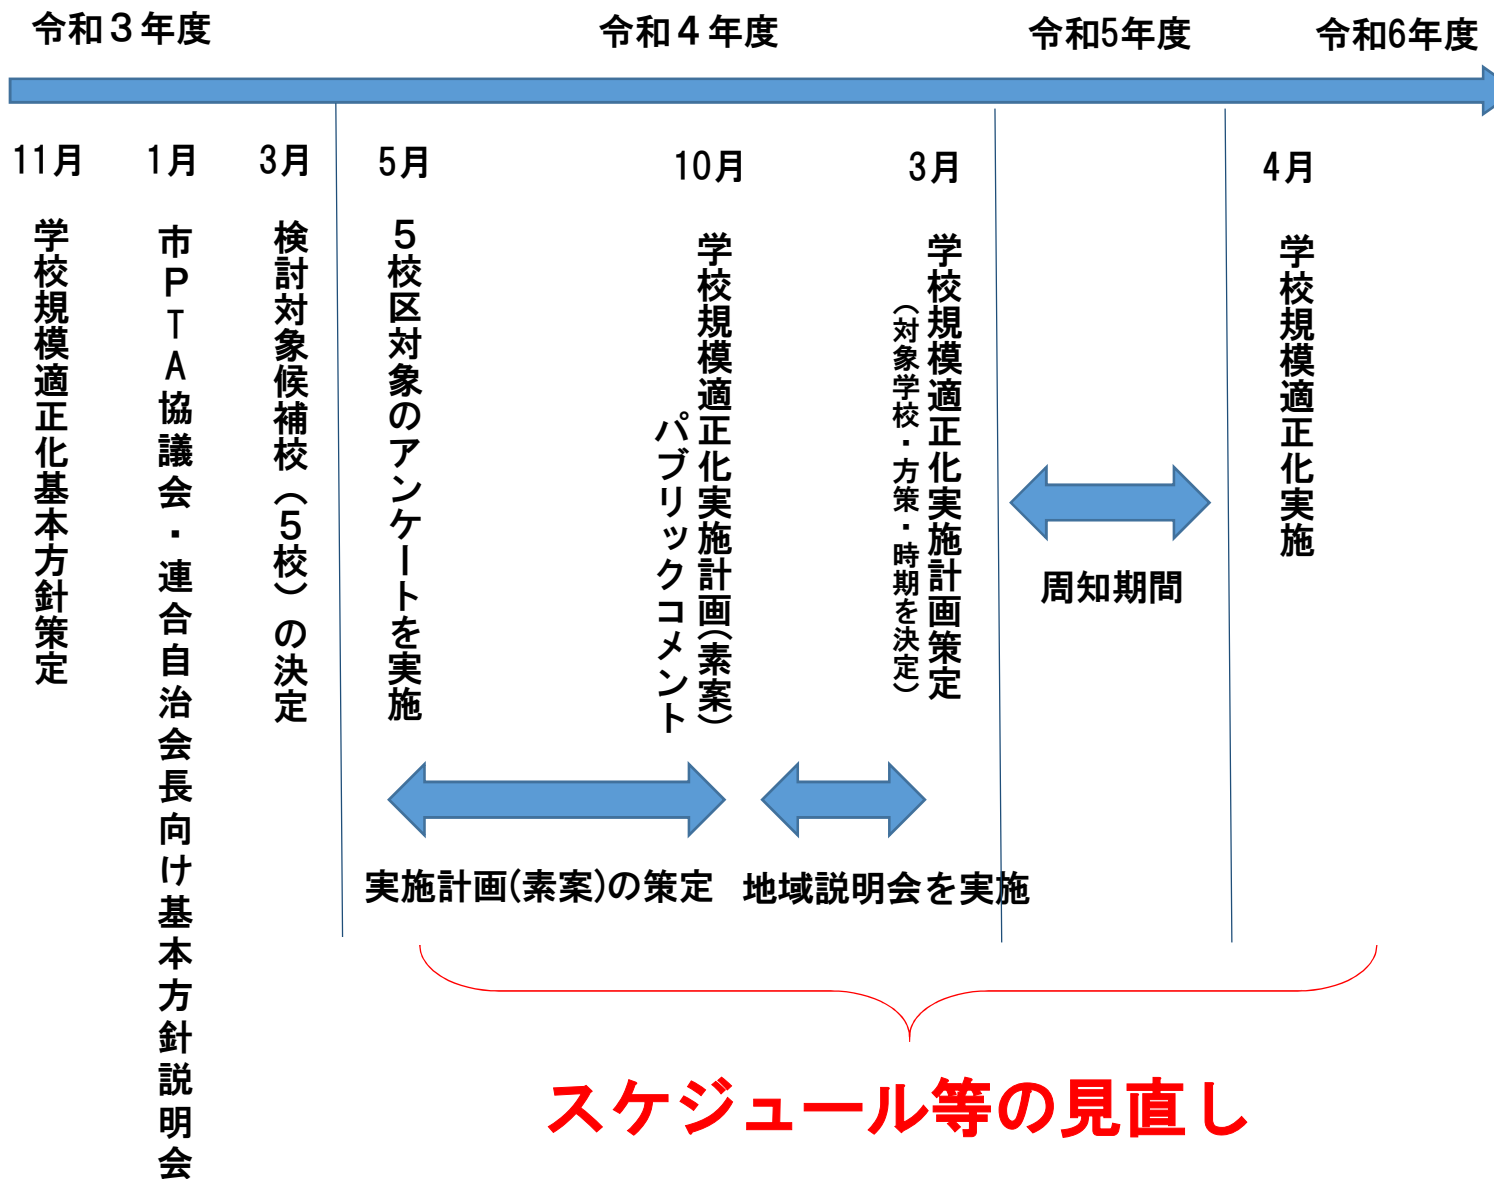 令和３年度
令和４年度
令和5年度
令和6年度
11月
1月
3月
5月
10月
3月
4月
学校規模適正化基本方針策定
市ＰＴＡ協議会・連合自治会長向け基本方針説明会
検討対象候補校（５校）の決定
５校区対象のアンケートを実施
学校規模適正化実施計画(素案)
パブリックコメント
学校規模適正化実施計画策定
（対象学校・方策・時期を決定）
学校規模適正化実施
周知期間
実施計画(素案)の策定
地域説明会を実施
スケジュール等の見直し